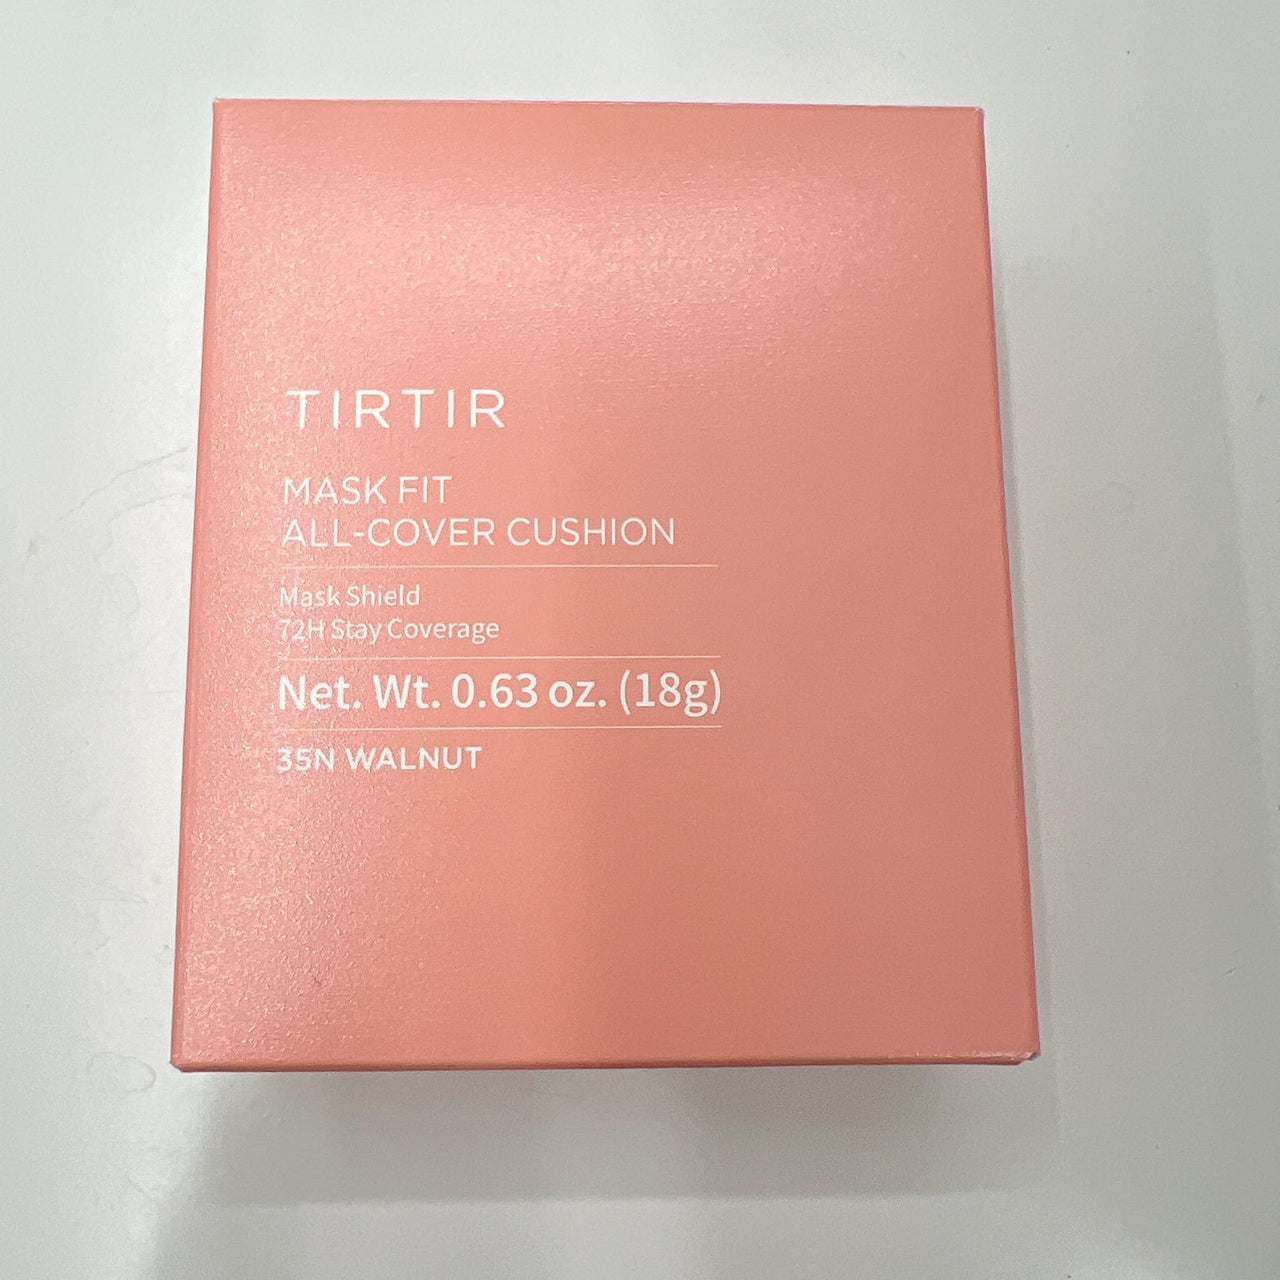 TIRTIR
MASK FIT
ALL-COVER CUSHION
Mask Shield
72H Stay Coverage
Net. Wt. 0.63 oz. (18g)
35N WALNUT